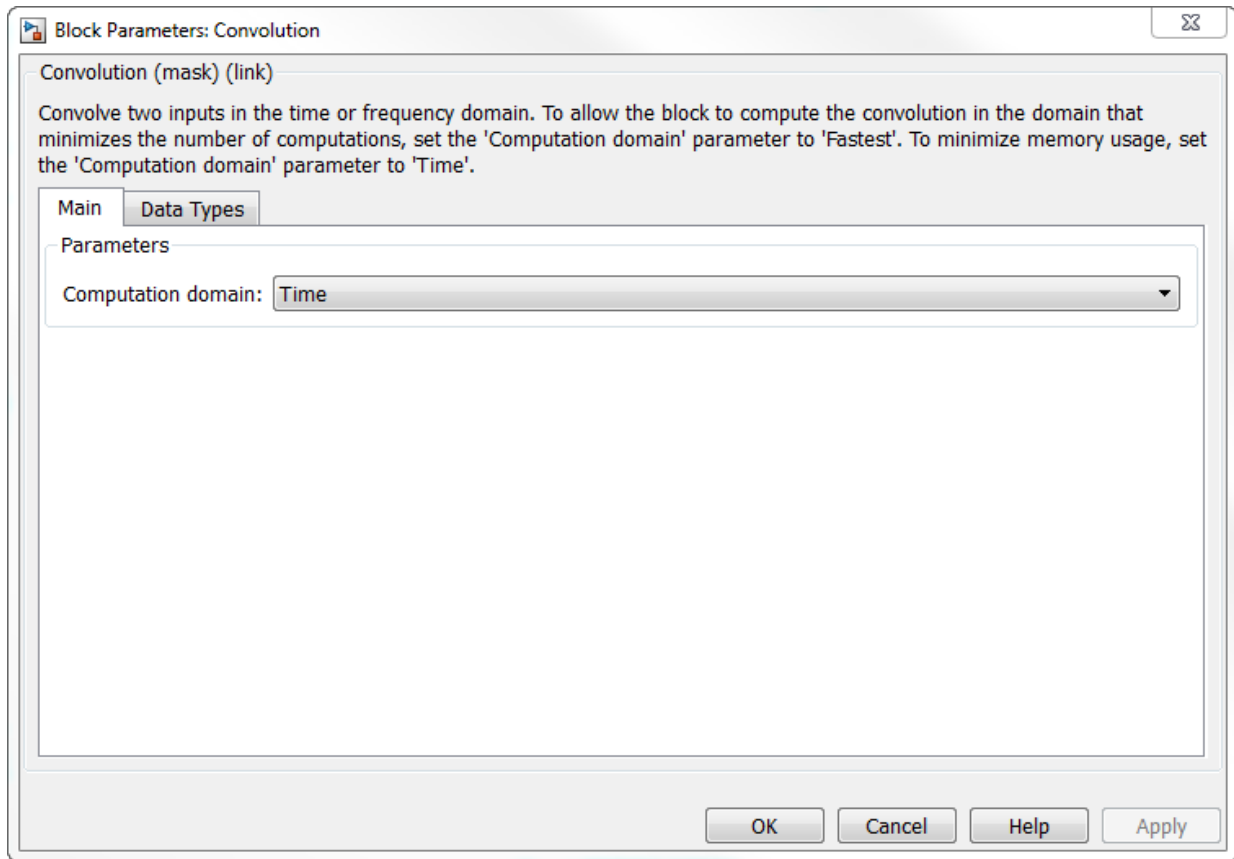 Block Parameters: Convolution
Convolution (mask) (link)
Convolve two inputs in the time or frequency domain. To allow the block to compute the convolution in the domain that
minimizes the number of computations, set the 'Computation domain' parameter to 'Fastest'. To minimize memory usage, set
the 'Computation domain' parameter to 'Time'.
Main Data Types
Parameters
Computation domain: Time
OK Cancel Help Apply